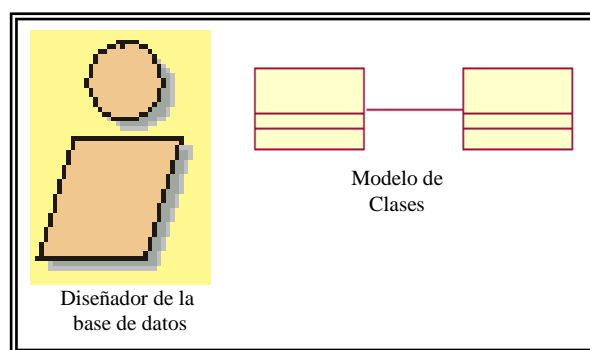 Modelo de
Clases
Diseñador de la
base de datos